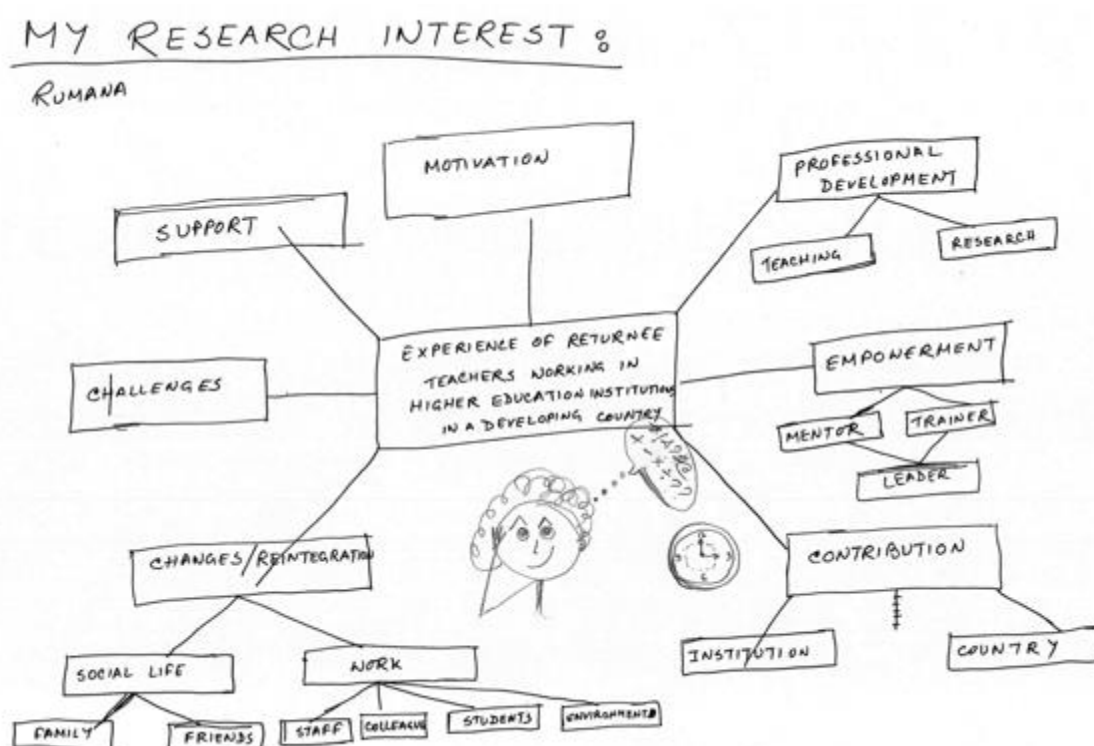 MY RESEARCH INTEREST :
RUMANA
MOTIVATION
PROFESSIONAL
DEVELOPMENT
SUPPORT
TEACHING
RESEARCH
EXPERIENCE OF RETURNEE
TEACHERS WORKING IN
HIGHER EDUCATION INSTITUTIONS
IN A DEVELOPING COUNTRY
EMPOWERMENT
CHALLENGES
MENTOR
TRAINER
LEADER
CHANGES/REINTEGRATION
CONTRIBUTION
SOCIAL LIFE
WORK
INSTITUTION
COUNTRY
FAMILY
FRIENDS
STAFF
COLLEAGUE
STUDENTS